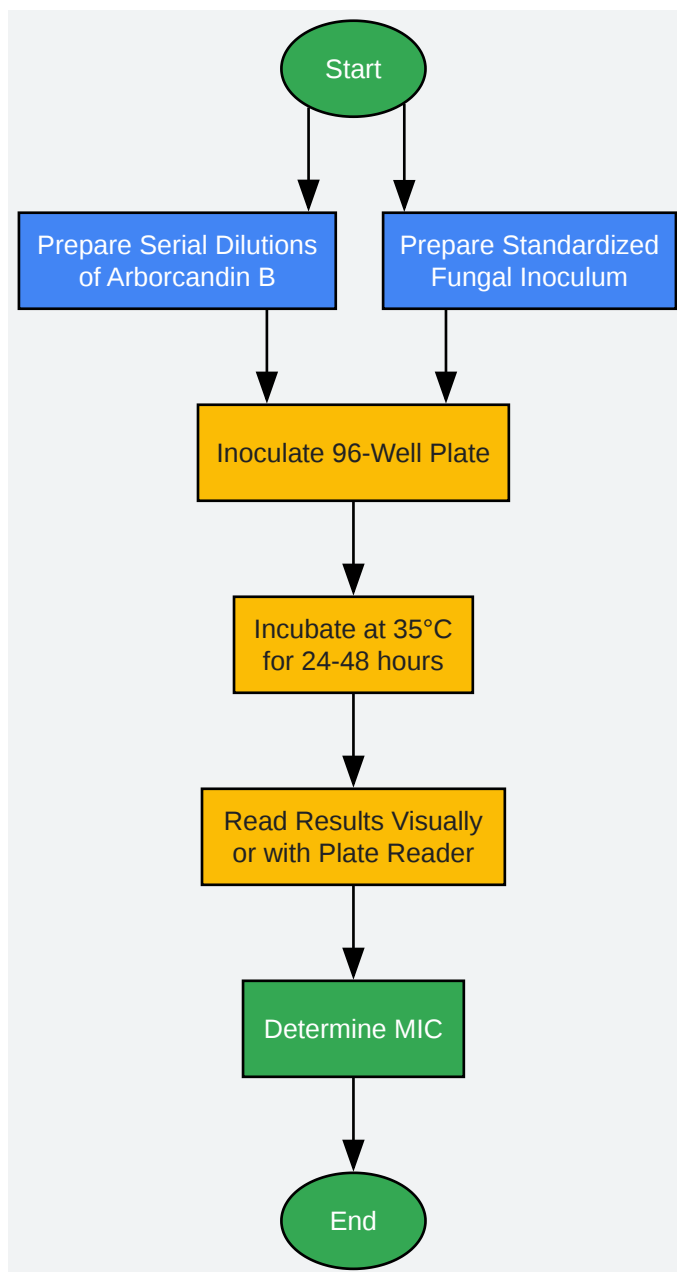 Start
Prepare Serial Dilutions
of Arborcandin B
Prepare Standardized
Fungal Inoculum
Inoculate 96-Well Plate
Incubate at 35°C
for 24-48 hours
Read Results Visually
or with Plate Reader
Determine MIC
End